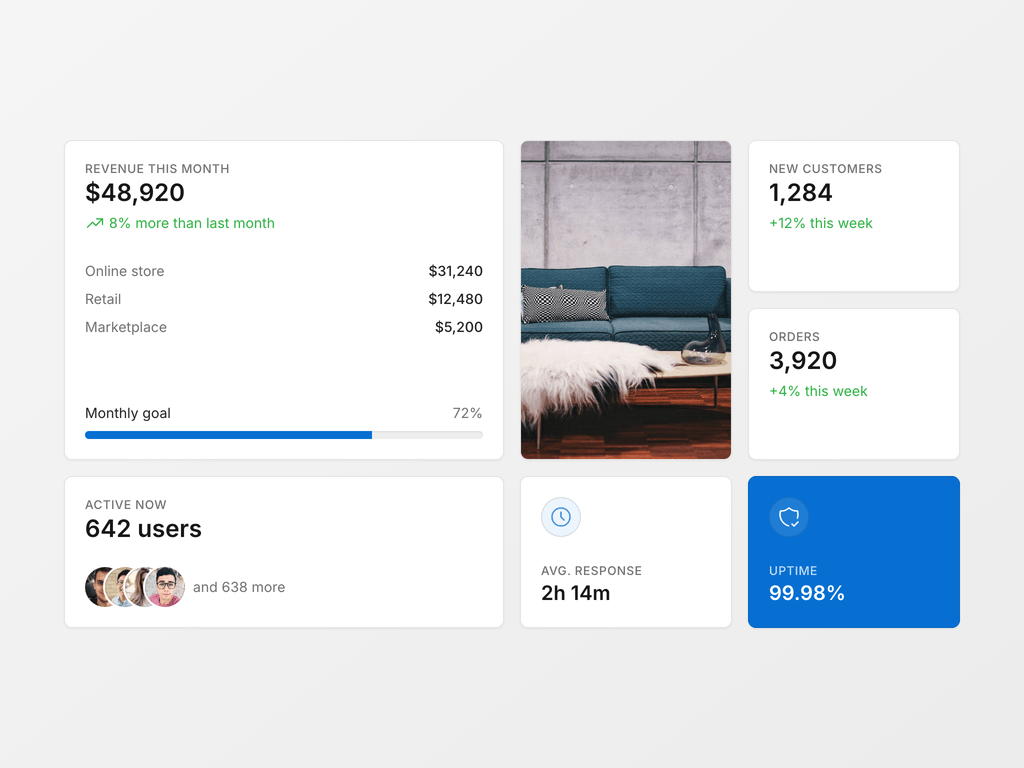 REVENUE THIS MONTH
$48,920
8% more than last month
Online store $31,240
Retail $12,480
Marketplace $5,200
Monthly goal 72%
NEW CUSTOMERS
1,284
+12% this week
ORDERS
3,920
+4% this week
ACTIVE NOW
642 users
and 638 more
AVG. RESPONSE
2h 14m
UPTIME
99.98%